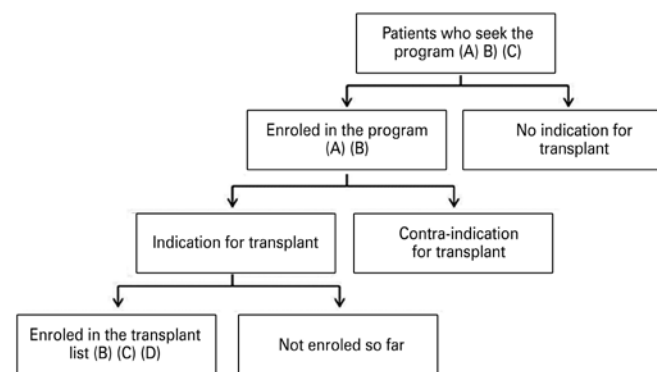 Patients who seek the
program (A) B) (C)
Enroled in the program
(A) (B)
No indication for
transplant
Indication for transplant
Contra-indication
for transplant
Enroled in the transplant
list (B) (C) (D)
Not enroled so far